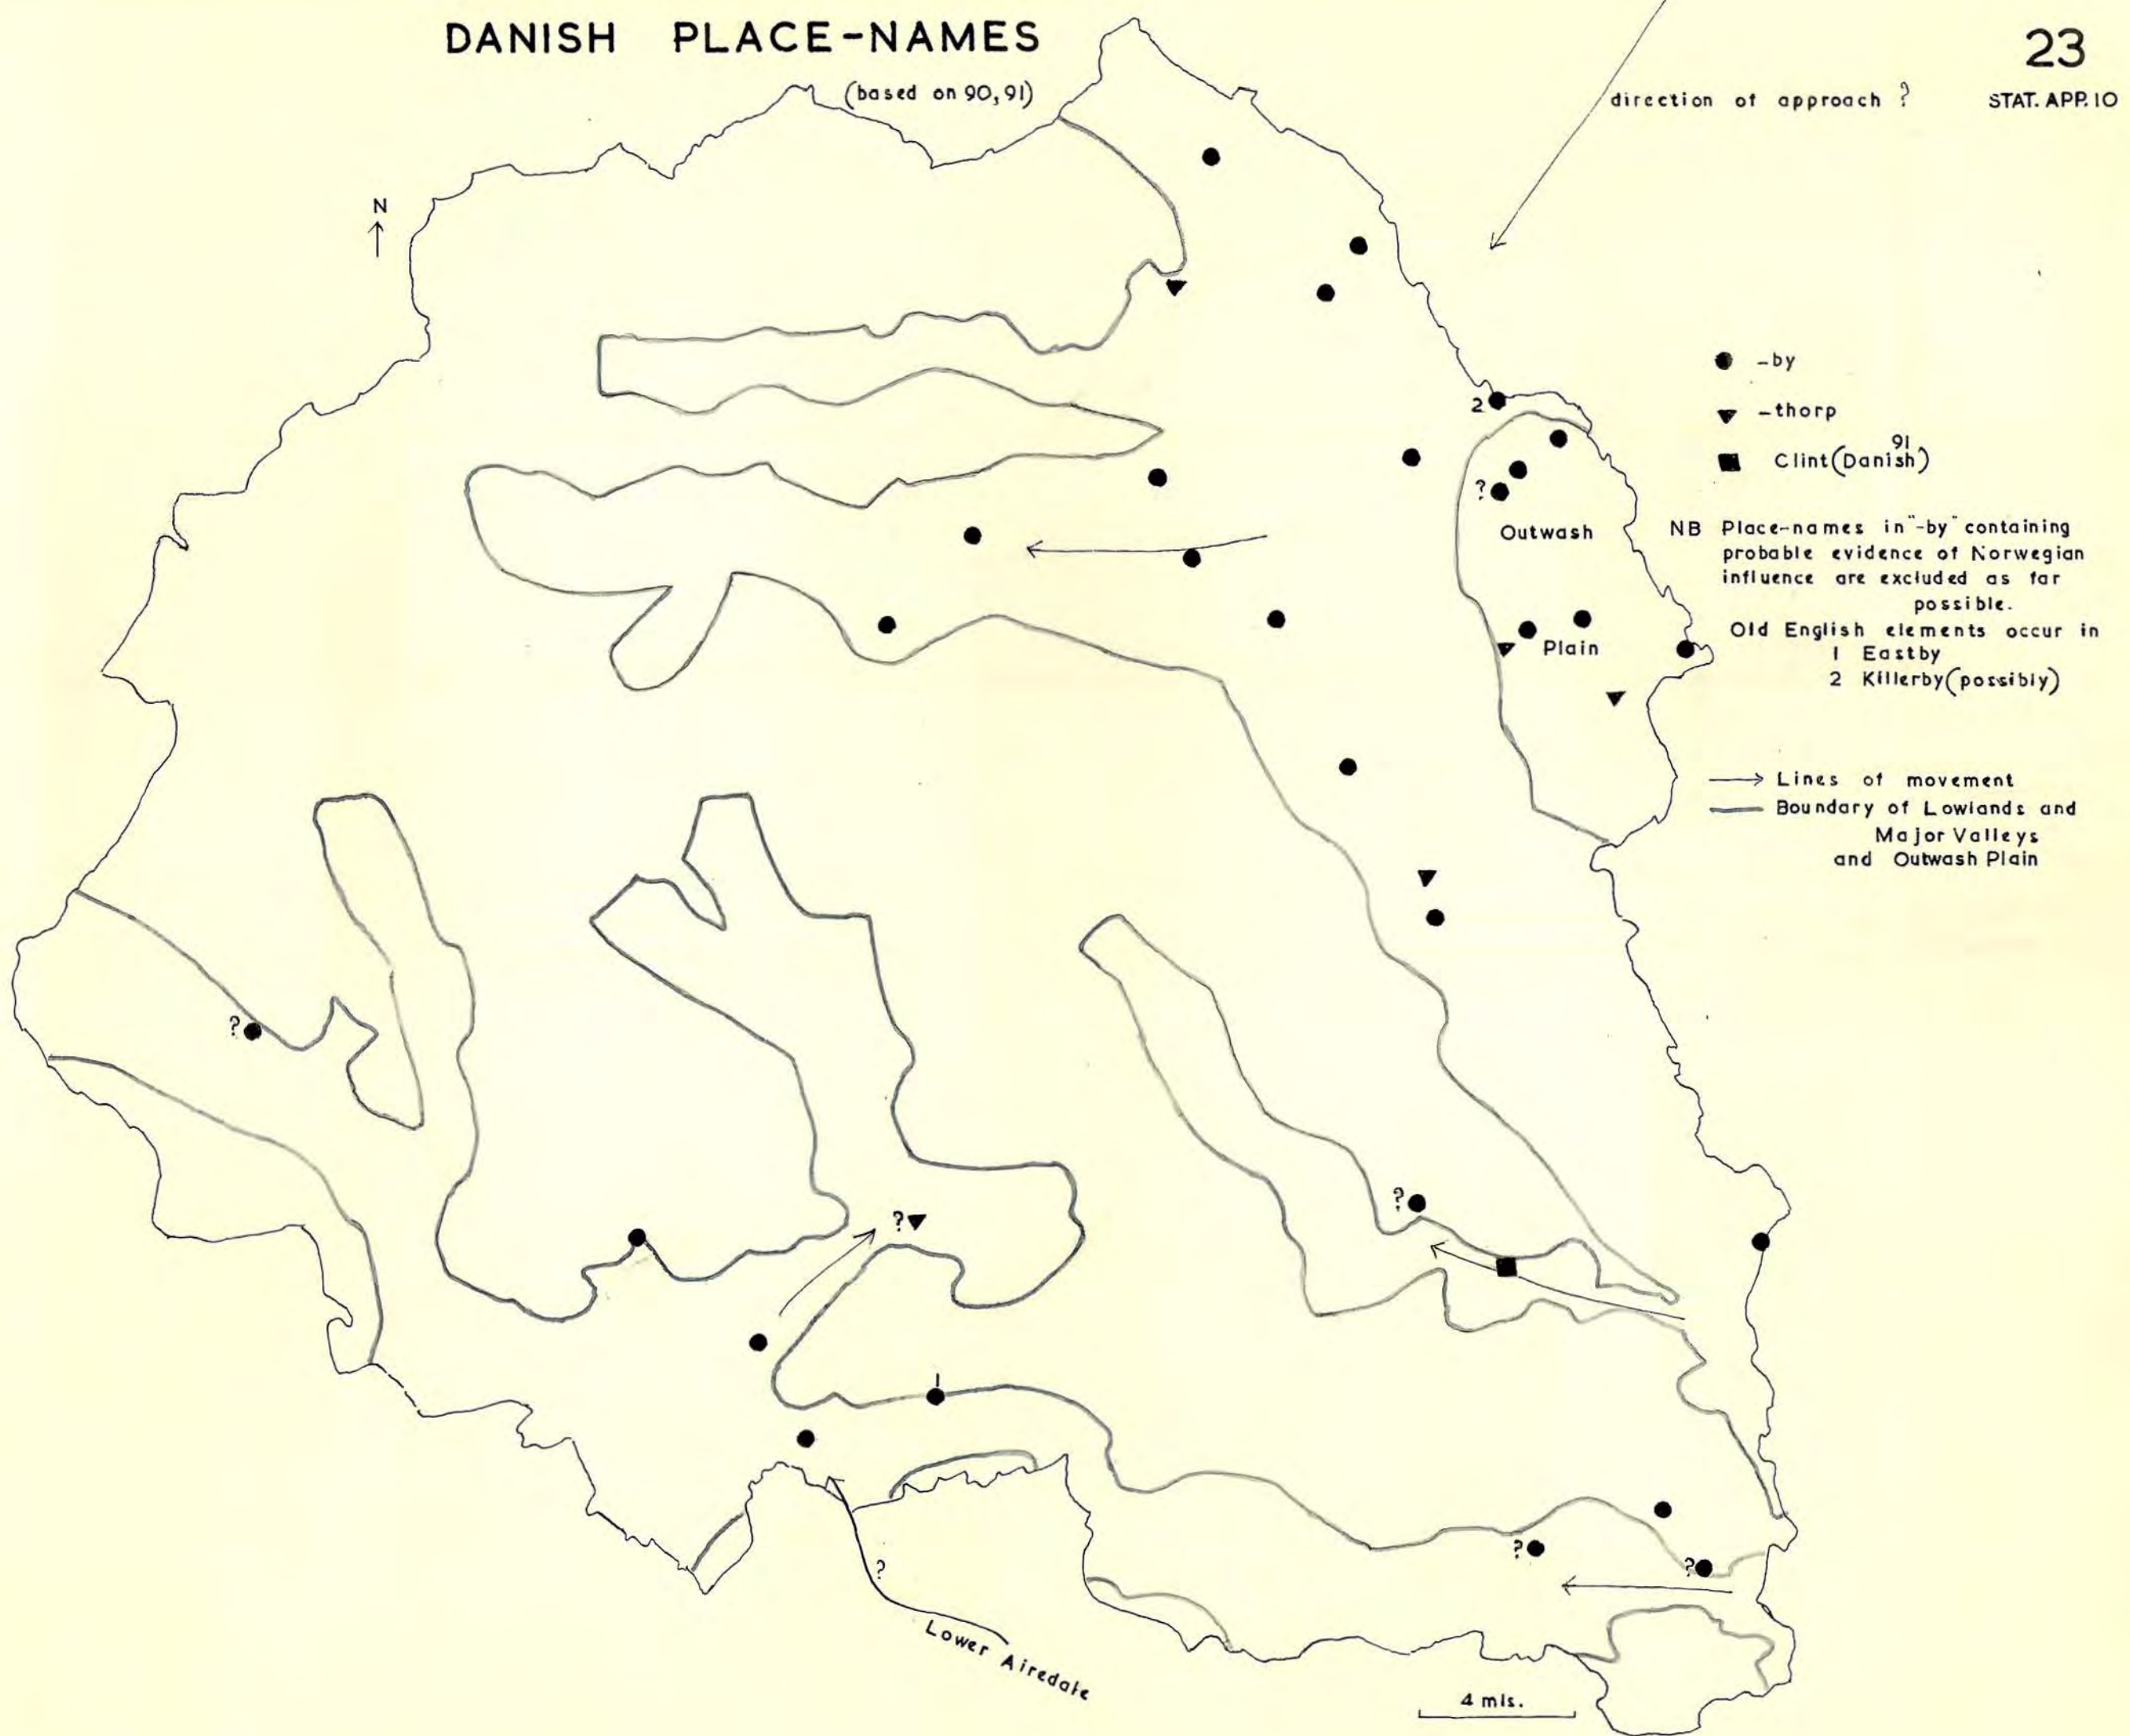 DANISH PLACE-NAMES
(based on 90, 91)
23
STAT. APP. 10
direction of approach ?
N
-by
-thorp
Clint (Danish) 91
NB Place-names in "-by" containing
probable evidence of Norwegian
influence are excluded as far
possible.
Old English elements occur in
1 Eastby
2 Killerby (possibly)
Lines of movement
Boundary of Lowlands and
Major Valleys
and Outwash Plain
2
?
Outwash
Plain
?
?
?
1
?
?
?
Lower Airedale
4 mls.